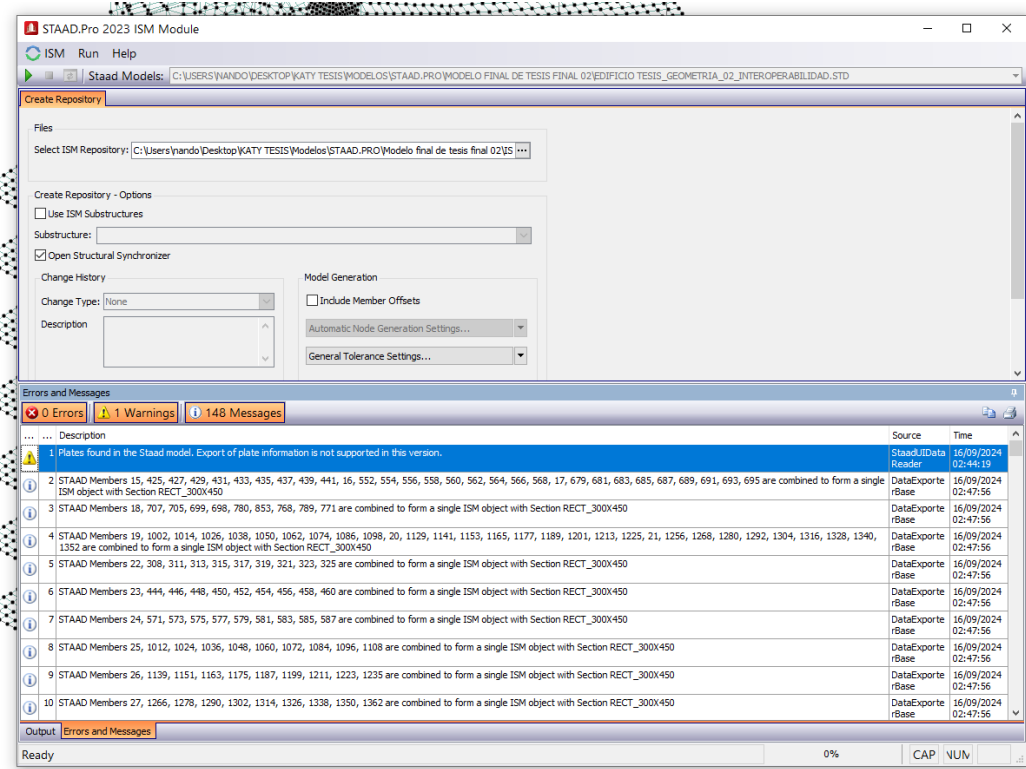 STAAD.Pro 2023 ISM Module
ISM Run Help
Staad Models: C:\USERS\NANDO\DESKTOP\KATY TESIS\MODELOS\STAAD.PRO\MODELO FINAL DE TESIS FINAL 02\EDIFICIO TESIS_GEOMETRIA_02_INTEROPERABILIDAD.STD
Create Repository
Files
Select ISM Repository: C:\Users\nando\Desktop\KATY TESIS\Modelos\STAAD.PRO\Modelo final de tesis final 02\IS ...
Create Repository - Options
Use ISM Substructures
Substructure:
Open Structural Synchronizer
Change History
Model Generation
Change Type: None
Include Member Offsets
Description
Automatic Node Generation Settings...
General Tolerance Settings...
Errors and Messages
0 Errors 1 Warnings 148 Messages
... ... Description Source Time
1 Plates found in the Staad model. Export of plate information is not supported in this version. StaadUIData 16/09/2024
Reader 02:44:19
2 STAAD Members 15, 425, 427, 429, 431, 433, 435, 437, 439, 441, 16, 552, 554, 556, 558, 560, 562, 564, 566, 568, 17, 679, 681, 683, 685, 687, 689, 691, 693, 695 are combined to form a single DataExporte 16/09/2024
ISM object with Section RECT_300X450 rBase 02:47:56
3 STAAD Members 18, 707, 705, 699, 698, 780, 853, 768, 789, 771 are combined to form a single ISM object with Section RECT_300X450 DataExporte 16/09/2024
rBase 02:47:56
4 STAAD Members 19, 1002, 1014, 1026, 1038, 1050, 1062, 1074, 1086, 1098, 20, 1129, 1141, 1153, 1165, 1177, 1189, 1201, 1213, 1225, 21, 1256, 1268, 1280, 1292, 1304, 1316, 1328, 1340, DataExporte 16/09/2024
1352 are combined to form a single ISM object with Section RECT_300X450 rBase 02:47:56
5 STAAD Members 22, 308, 311, 313, 315, 317, 319, 321, 323, 325 are combined to form a single ISM object with Section RECT_300X450 DataExporte 16/09/2024
rBase 02:47:56
6 STAAD Members 23, 444, 446, 448, 450, 452, 454, 456, 458, 460 are combined to form a single ISM object with Section RECT_300X450 DataExporte 16/09/2024
rBase 02:47:56
7 STAAD Members 24, 571, 573, 575, 577, 579, 581, 583, 585, 587 are combined to form a single ISM object with Section RECT_300X450 DataExporte 16/09/2024
rBase 02:47:56
8 STAAD Members 25, 1012, 1024, 1036, 1048, 1060, 1072, 1084, 1096, 1108 are combined to form a single ISM object with Section RECT_300X450 DataExporte 16/09/2024
rBase 02:47:56
9 STAAD Members 26, 1139, 1151, 1163, 1175, 1187, 1199, 1211, 1223, 1235 are combined to form a single ISM object with Section RECT_300X450 DataExporte 16/09/2024
rBase 02:47:56
10 STAAD Members 27, 1266, 1278, 1290, 1302, 1314, 1326, 1338, 1350, 1362 are combined to form a single ISM object with Section RECT_300X450 DataExporte 16/09/2024
rBase 02:47:56
Output Errors and Messages
Ready 0% CAP NUM